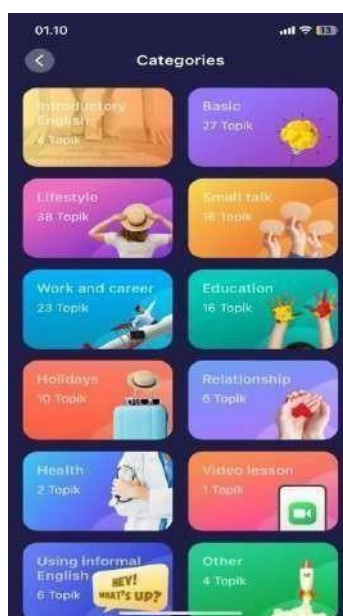 01.10
Categories
Introductory
English
4 Topik
Basic
27 Topik
Lifestyle
38 Topik
Small talk
16 Topik
Work and career
23 Topik
Education
16 Topik
Holidays
10 Topik
Relationship
6 Topik
Health
2 Topik
Video lesson
1 Topik
Using Informal
English
6 Topik
HEY!
WHAT'S UP?
Other
4 Topik